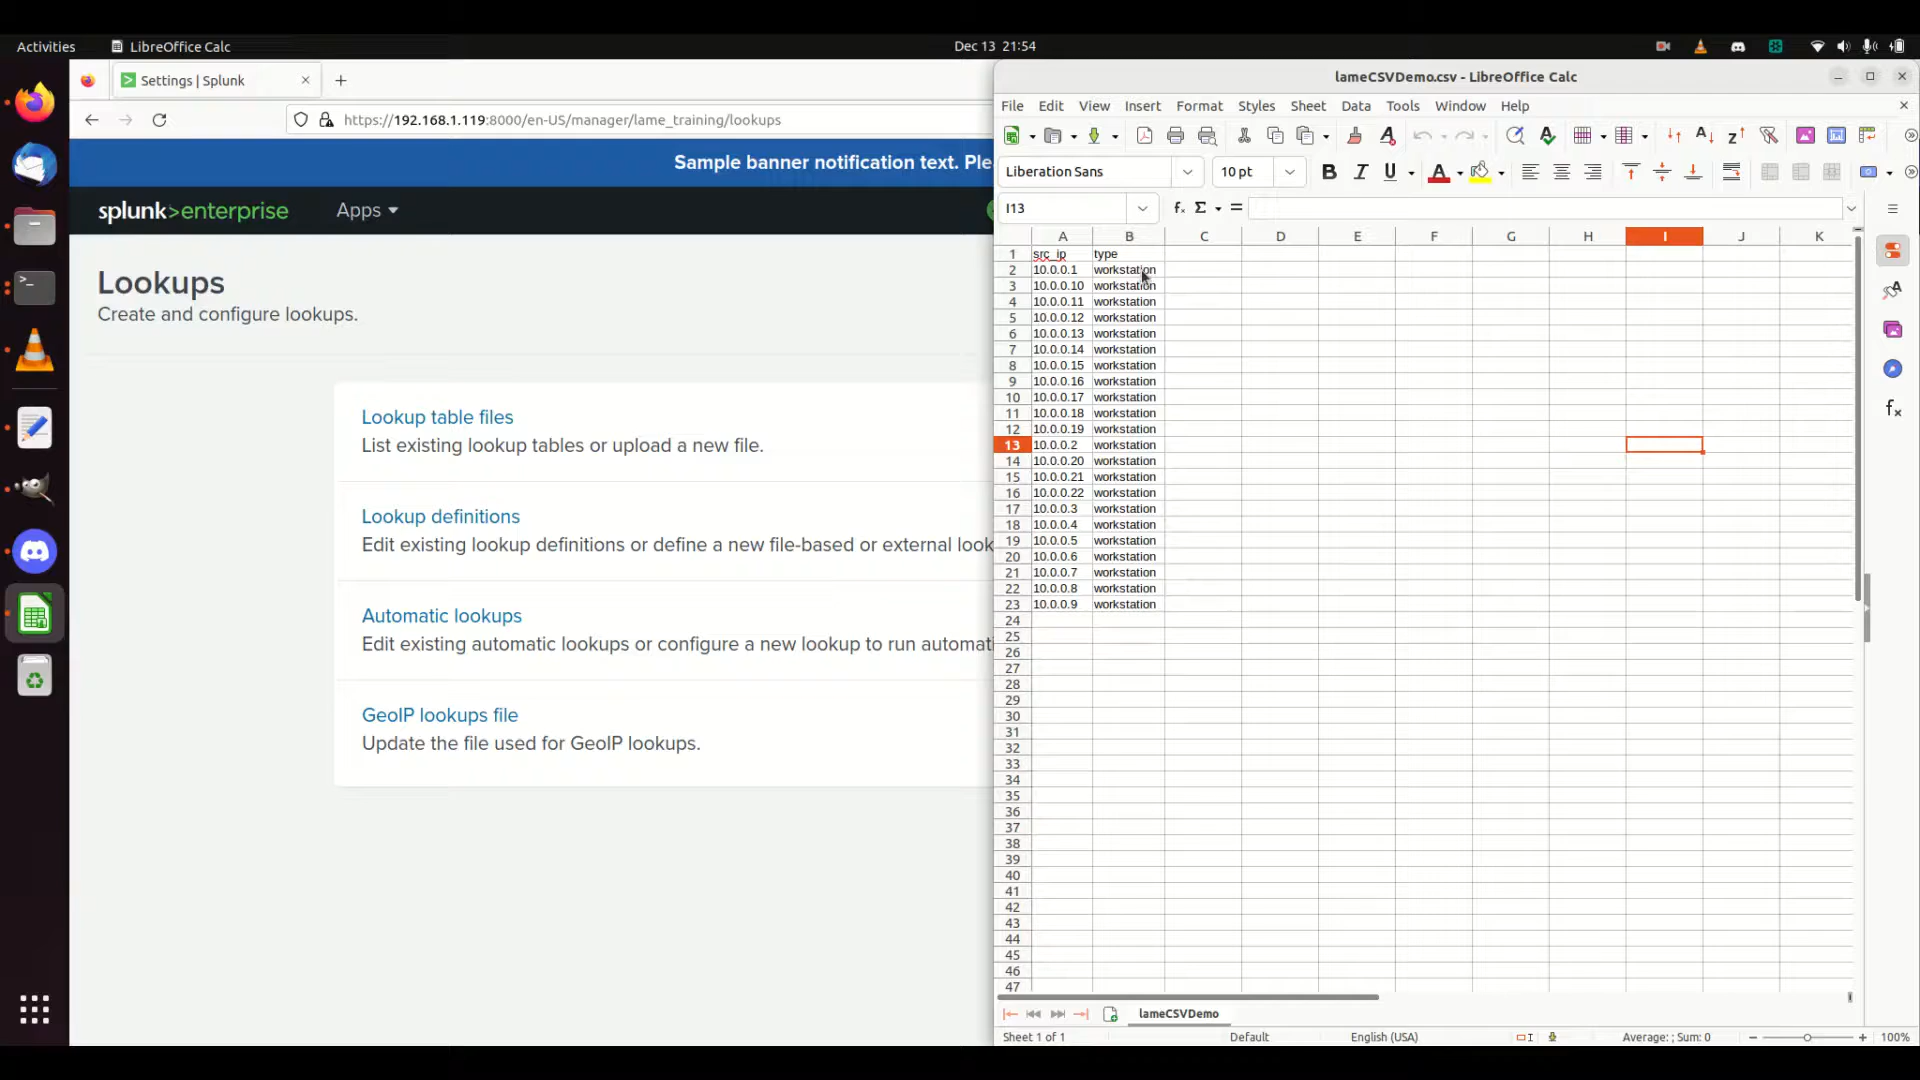 Activities
LibreOffice Calc
Dec 13 21:54
Settings | Splunk
https://192.168.1.119:8000/en-US/manager/lame_training/lookups
Sample banner notification text. Ple
splunk>enterprise
Apps
Lookups
Create and configure lookups.
Lookup table files
List existing lookup tables or upload a new file.
Lookup definitions
Edit existing lookup definitions or define a new file-based or external look
Automatic lookups
Edit existing automatic lookups or configure a new lookup to run automat
GeoIP lookups file
Update the file used for GeoIP lookups.
lameCSVDemo.csv - LibreOffice Calc
File Edit View Insert Format Styles Sheet Data Tools Window Help
Liberation Sans
10 pt
B I U A
I13
A B C D E F G H I J K
1 src_ip type
2 10.0.0.1 workstation
3 10.0.0.10 workstation
4 10.0.0.11 workstation
5 10.0.0.12 workstation
6 10.0.0.13 workstation
7 10.0.0.14 workstation
8 10.0.0.15 workstation
9 10.0.0.16 workstation
10 10.0.0.17 workstation
11 10.0.0.18 workstation
12 10.0.0.19 workstation
13 10.0.0.2 workstation
14 10.0.0.20 workstation
15 10.0.0.21 workstation
16 10.0.0.22 workstation
17 10.0.0.3 workstation
18 10.0.0.4 workstation
19 10.0.0.5 workstation
20 10.0.0.6 workstation
21 10.0.0.7 workstation
22 10.0.0.8 workstation
23 10.0.0.9 workstation
24
25
26
27
28
29
30
31
32
33
34
35
36
37
38
39
40
41
42
43
44
45
46
47
lameCSVDemo
Sheet 1 of 1
Default
English (USA)
Average: ; Sum: 0
100%